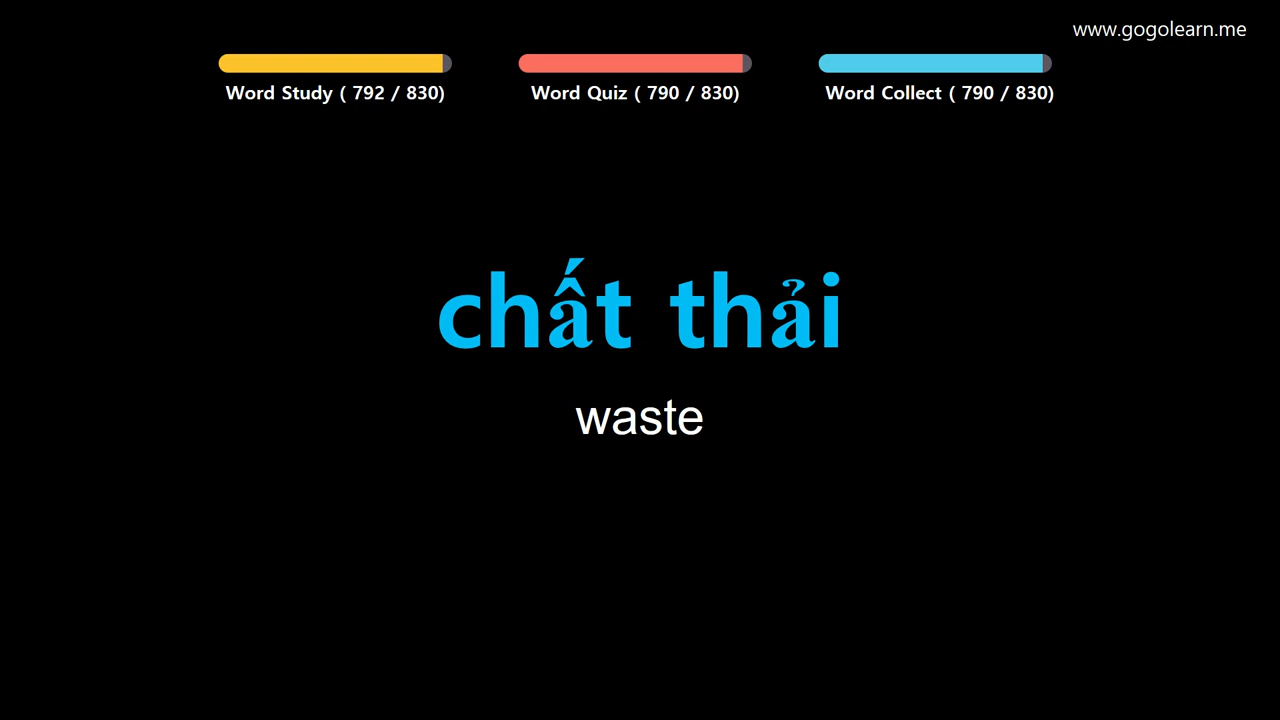 www.gogolearn.me
Word Study ( 792 / 830)
Word Quiz ( 790 / 830)
Word Collect ( 790 / 830)
chất thải
waste